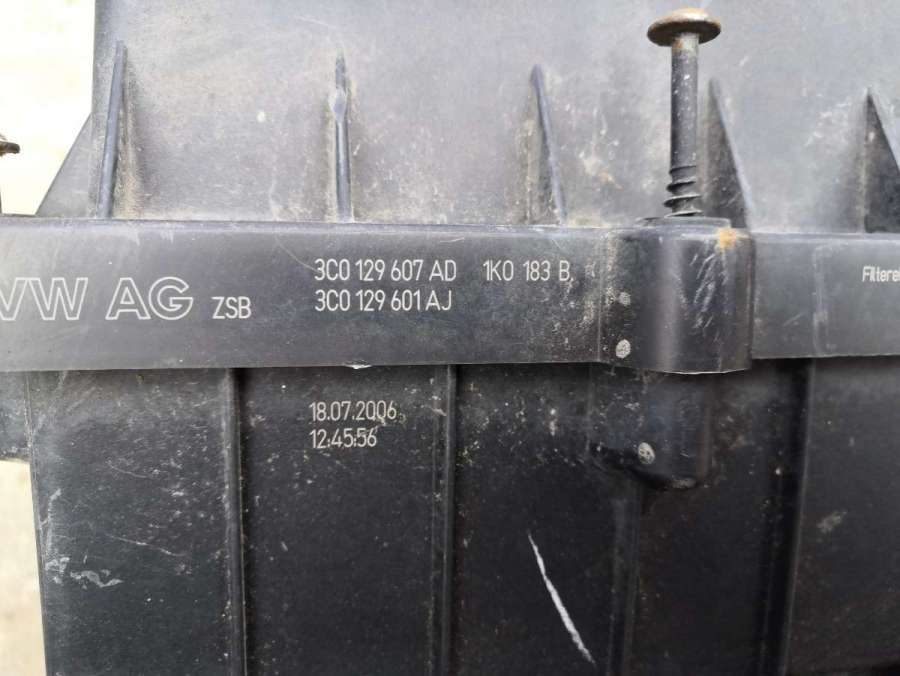 VW AG ZSB
3C0 129 607 AD 1K0 183 B
3C0 129 601 AJ
18.07.2006
12:45:56